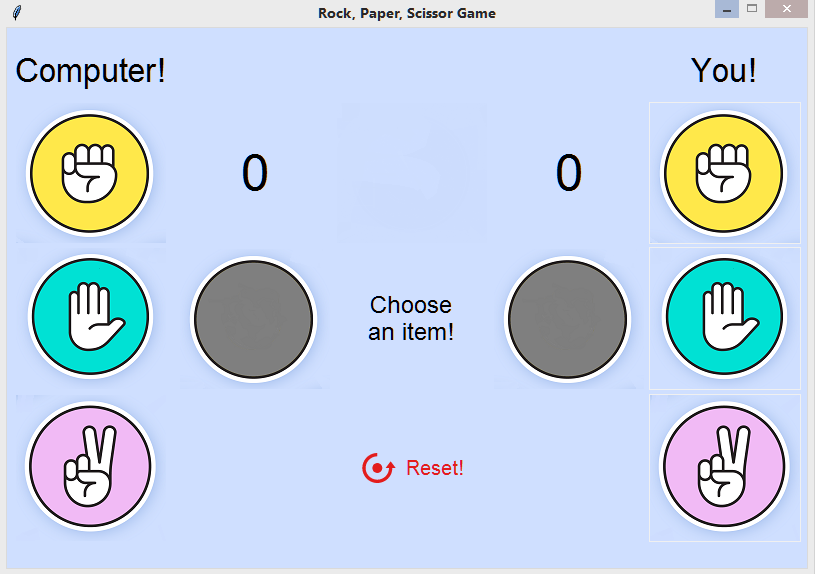 Rock, Paper, Scissor Game
Computer!
You!
0
0
Choose
an item!
Reset!